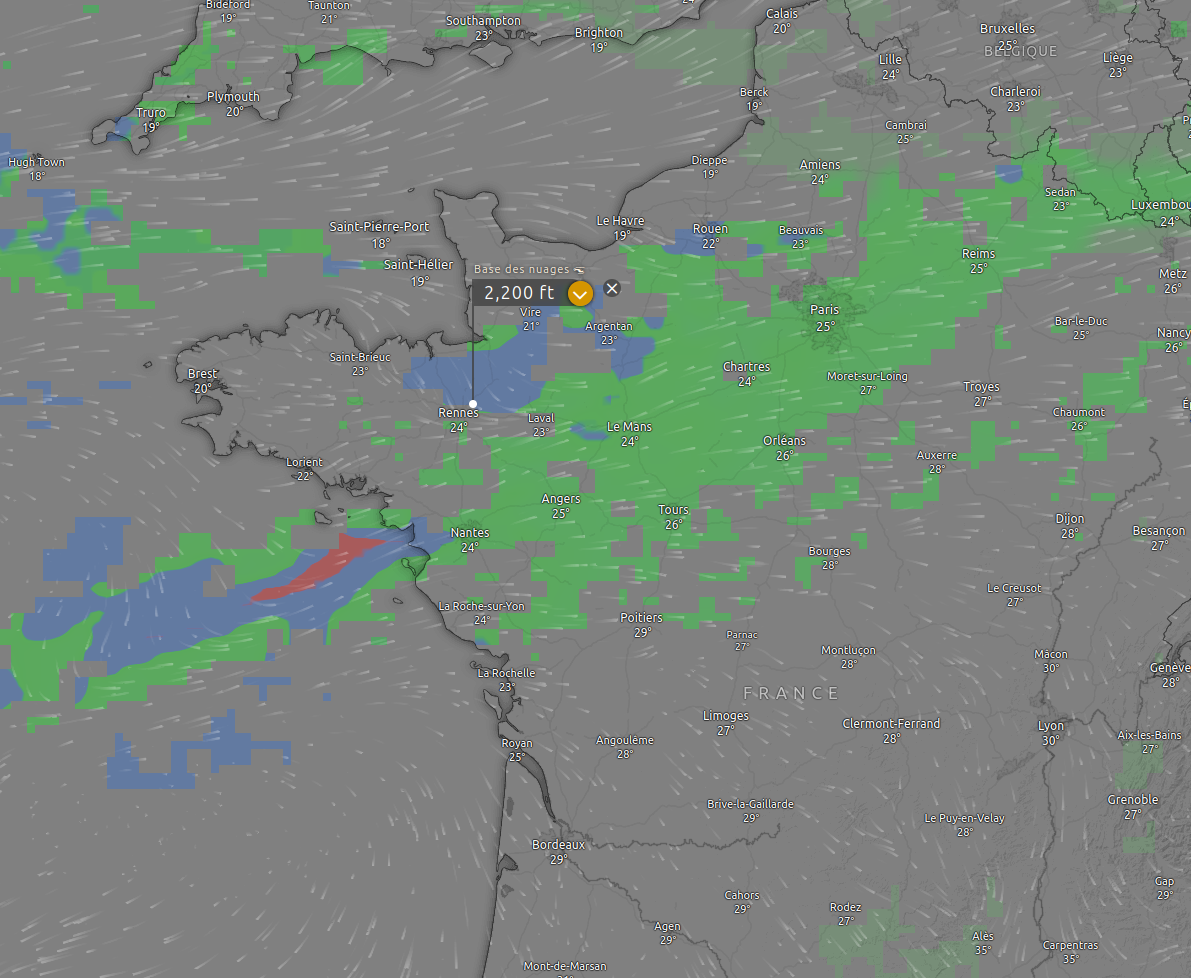 Bideford
19°
Taunton
21°
Southampton
23°
Brighton
19°
24°
Calais
20°
Bruxelles
25°
BELGIQUE
Lille
24°
Liège
23°
Plymouth
20°
Truro
19°
Berck
19°
Charleroi
23°
Cambrai
25°
Hugh Town
18°
Dieppe
19°
Amiens
24°
Sedan
23°
Luxembou
24°
Saint-Pierre-Port
18°
Le Havre
19°
Rouen
22°
Beauvais
23°
Saint-Hélier
19°
Base des nuages
2,200 ft
Reims
25°
Metz
26°
Vire
21°
Argentan
23°
Paris
25°
Bar-le-Duc
25°
Nancy
26°
Saint-Brieuc
23°
Brest
20°
Chartres
24°
Moret-sur-Loing
27°
Troyes
27°
Rennes
24°
Laval
23°
Le Mans
24°
Chaumont
26°
Ép
Orléans
26°
Auxerre
28°
Lorient
22°
Angers
25°
Tours
26°
Dijon
28°
Besançon
27°
Nantes
24°
Bourges
28°
Le Creusot
27°
La Roche-sur-Yon
24°
Poitiers
29°
Parnac
27°
Montluçon
28°
Mâcon
30°
Genève
28°
La Rochelle
23°
FRANCE
Limoges
27°
Clermont-Ferrand
28°
Lyon
30°
Aix-les-Bains
27°
Royan
25°
Angoulême
28°
Brive-la-Gaillarde
29°
Le Puy-en-Velay
28°
Grenoble
27°
Bordeaux
29°
Cahors
29°
Rodez
27°
Gap
29°
Agen
29°
Alès
35°
Carpentras
35°
Mont-de-Marsan